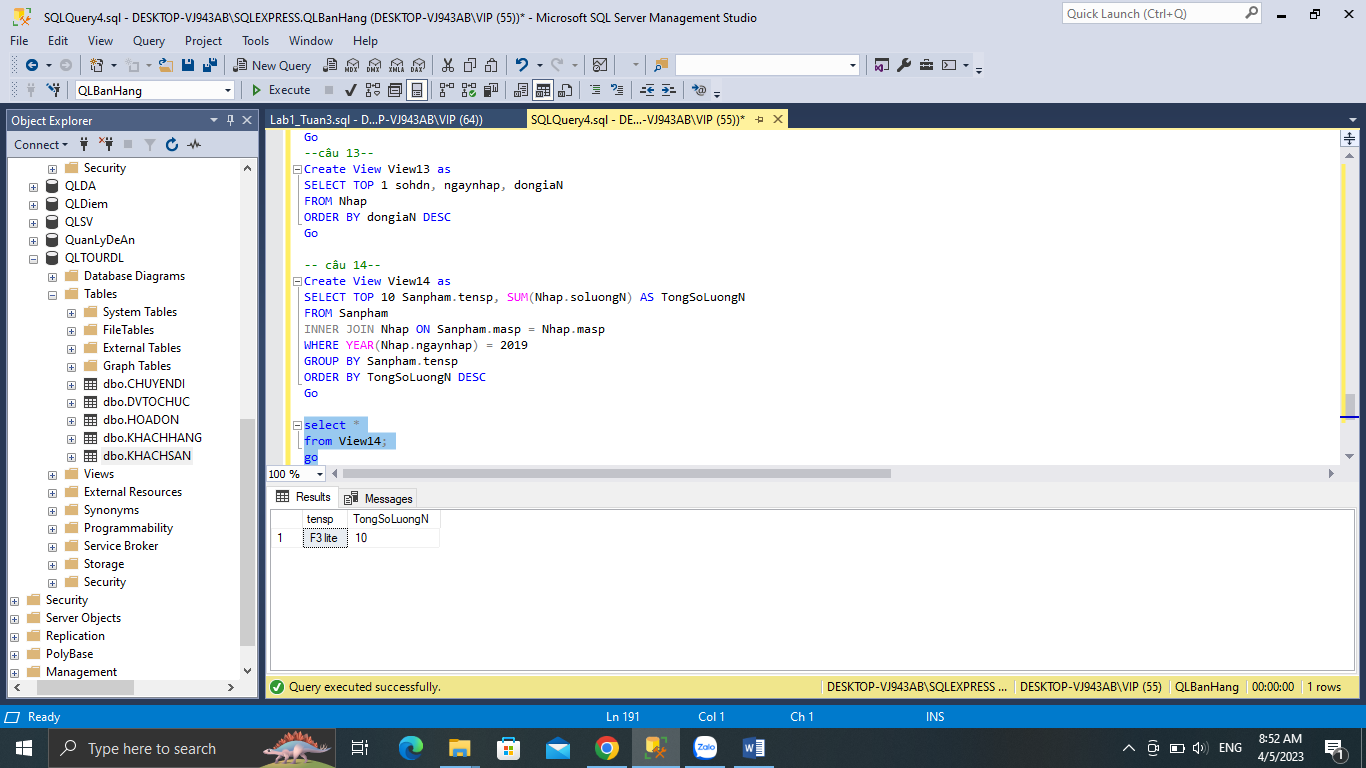 SQLQuery4.sql - DESKTOP-VJ943AB\SQLEXPRESS.QLBanHang (DESKTOP-VJ943AB\VIP (55))* - Microsoft SQL Server Management Studio
Quick Launch (Ctrl+Q)
File Edit View Query Project Tools Window Help
New Query MDX DMX XMLA DAX
QLBanHang Execute
Object Explorer
Connect
Security
QLDA
QLDiem
QLSV
QuanLyDeAn
QLTOURDL
Database Diagrams
Tables
System Tables
FileTables
External Tables
Graph Tables
dbo.CHUYENDI
dbo.DVTOCHUC
dbo.HOADON
dbo.KHACHHANG
dbo.KHACHSAN
Views
External Resources
Synonyms
Programmability
Service Broker
Storage
Security
Security
Server Objects
Replication
PolyBase
Management
Lab1_Tuan3.sql - D...P-VJ943AB\VIP (64))
SQLQuery4.sql - DE...-VJ943AB\VIP (55))*
Go
--câu 13--
Create View View13 as
SELECT TOP 1 sohdn, ngaynhap, dongiaN
FROM Nhap
ORDER BY dongiaN DESC
Go
-- câu 14--
Create View View14 as
SELECT TOP 10 Sanpham.tensp, SUM(Nhap.soluongN) AS TongSoLuongN
FROM Sanpham
INNER JOIN Nhap ON Sanpham.masp = Nhap.masp
WHERE YEAR(Nhap.ngaynhap) = 2019
GROUP BY Sanpham.tensp
ORDER BY TongSoLuongN DESC
Go
select *
from View14;
go
100 %
Results Messages
tensp TongSoLuongN
1 F3 lite 10
Query executed successfully.
DESKTOP-VJ943AB\SQLEXPRESS ... DESKTOP-VJ943AB\VIP (55) QLBanHang 00:00:00 1 rows
Ready Ln 191 Col 1 Ch 1 INS
Type here to search
Zalo
W
ENG
8:52 AM
4/5/2023
1